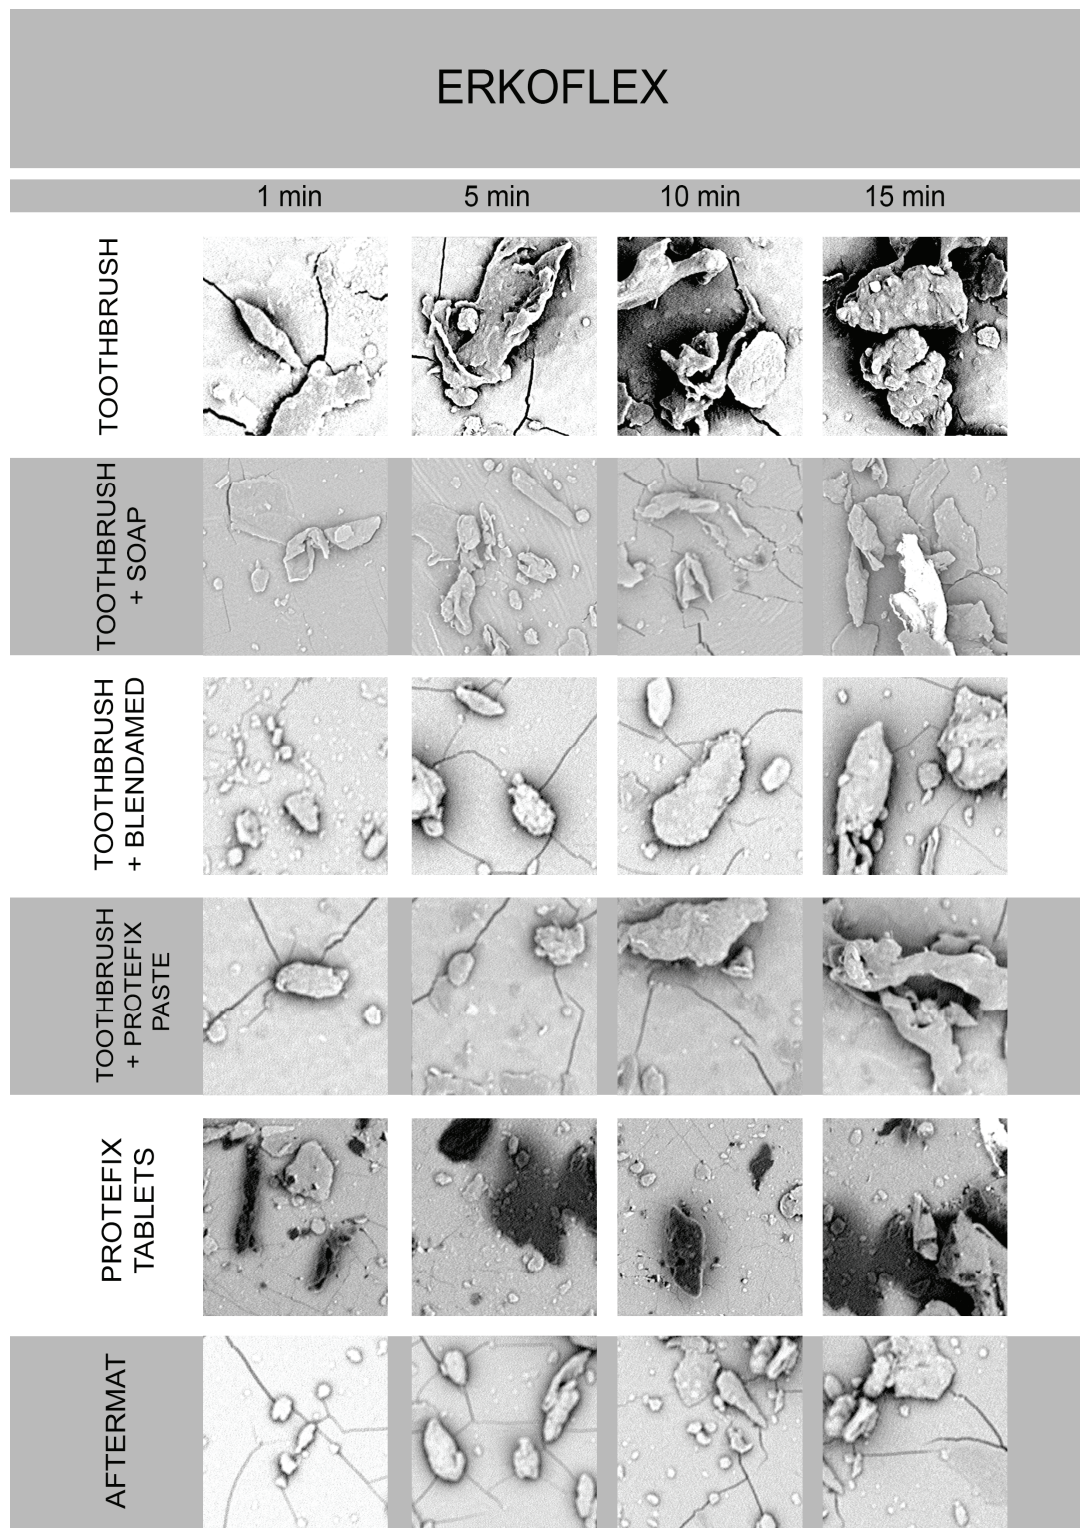 ERKOFLEX
1 min 5 min 10 min 15 min
TOOTHBRUSH
TOOTHBRUSH
+ SOAP
TOOTHBRUSH
+ BLENDAMED
TOOTHBRUSH
+ PROTEFIX
PASTE
PROTEFIX
TABLETS
AFTERMAT